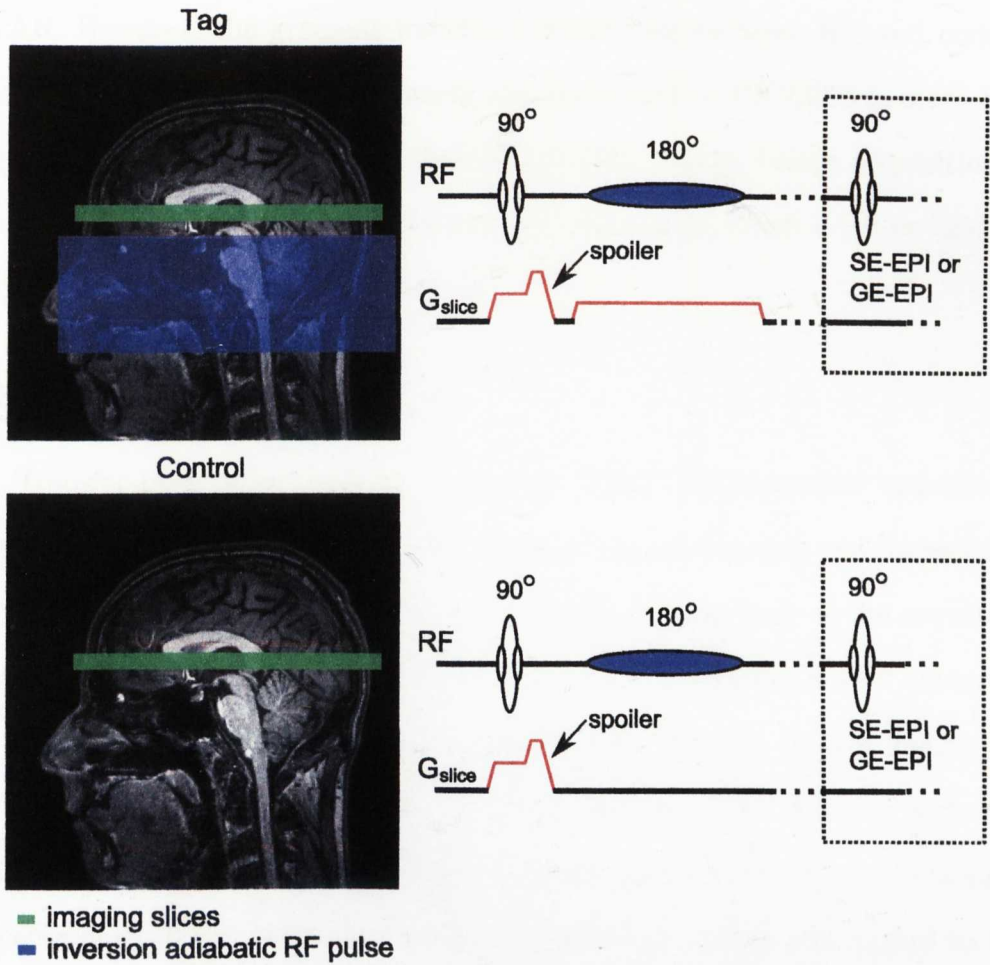 Tag
90°
180°
90°
RF
spoiler
SE-EPI or
GE-EPI
Gslice
Control
90°
180°
90°
RF
spoiler
SE-EPI or
GE-EPI
Gslice
imaging slices
inversion adiabatic RF pulse